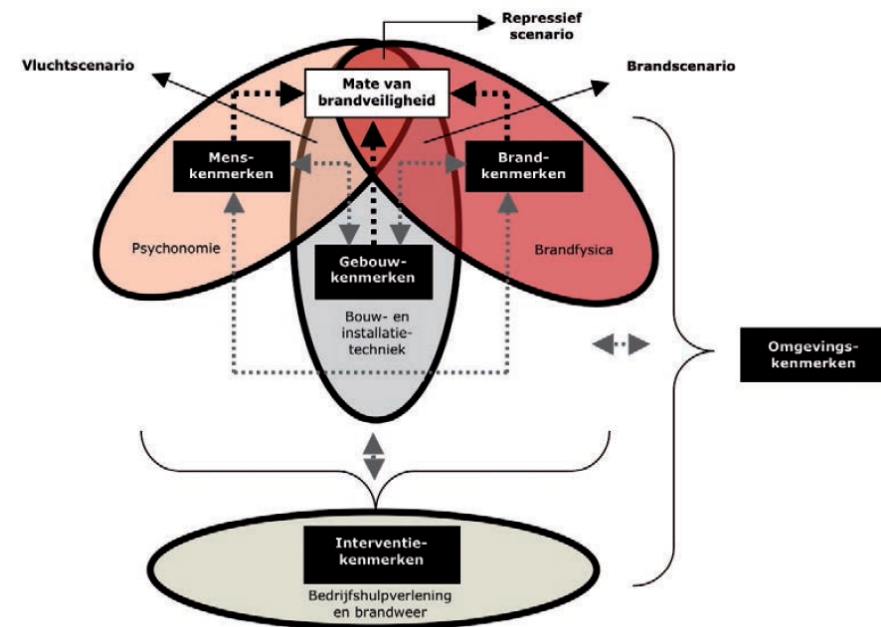 Repressief
scenario
Vluchtscenario
Brandscenario
Mate van
brandveiligheid
Mens-
kenmerken
Brand-
kenmerken
Psychonomie
Brandfysica
Gebouw-
kenmerken
Bouw- en
installatie-
techniek
Omgevings-
kenmerken
Interventie-
kenmerken
Bedrijfshulpverlening
en brandweer